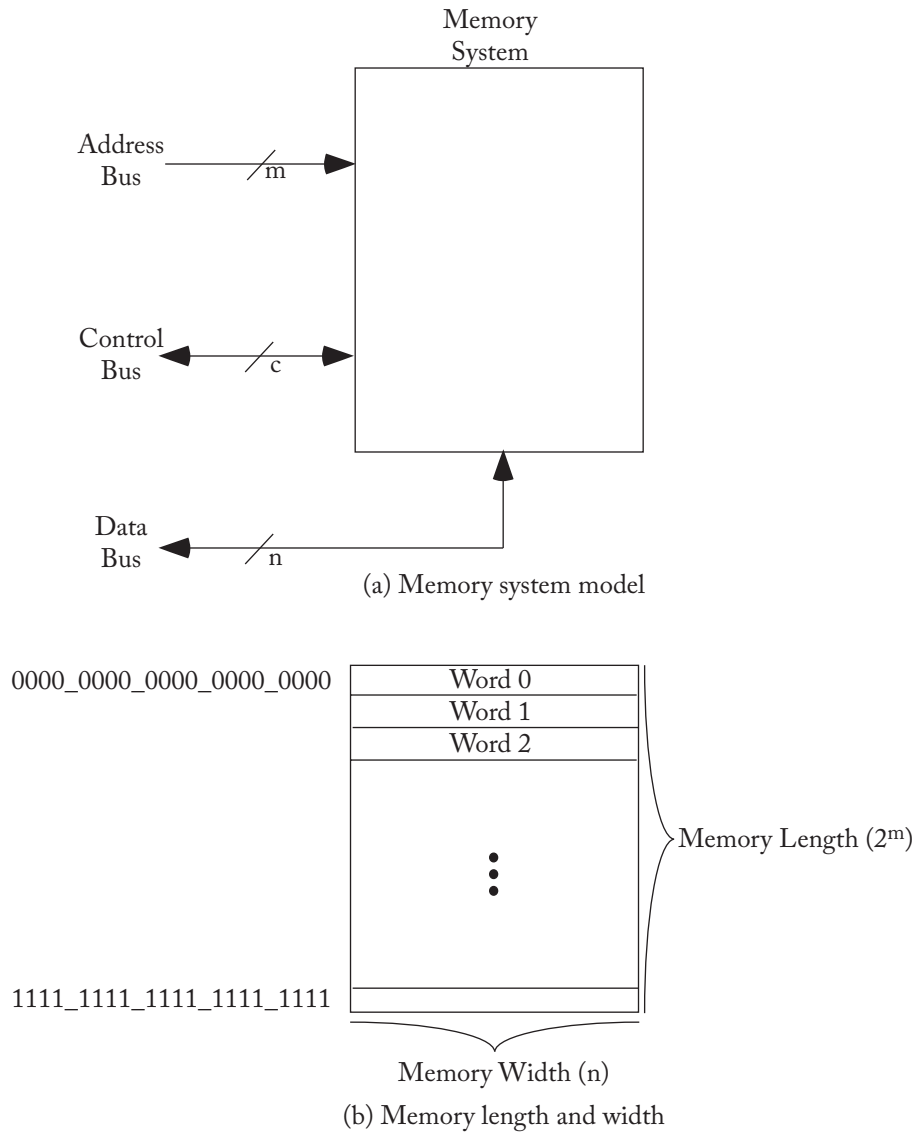 Memory
System
Address
Bus
m
Control
Bus
c
Data
Bus
n
(a) Memory system model
0000_0000_0000_0000_0000
Word 0
Word 1
Word 2
Memory Length (2ᵐ)
1111_1111_1111_1111_1111
Memory Width (n)
(b) Memory length and width